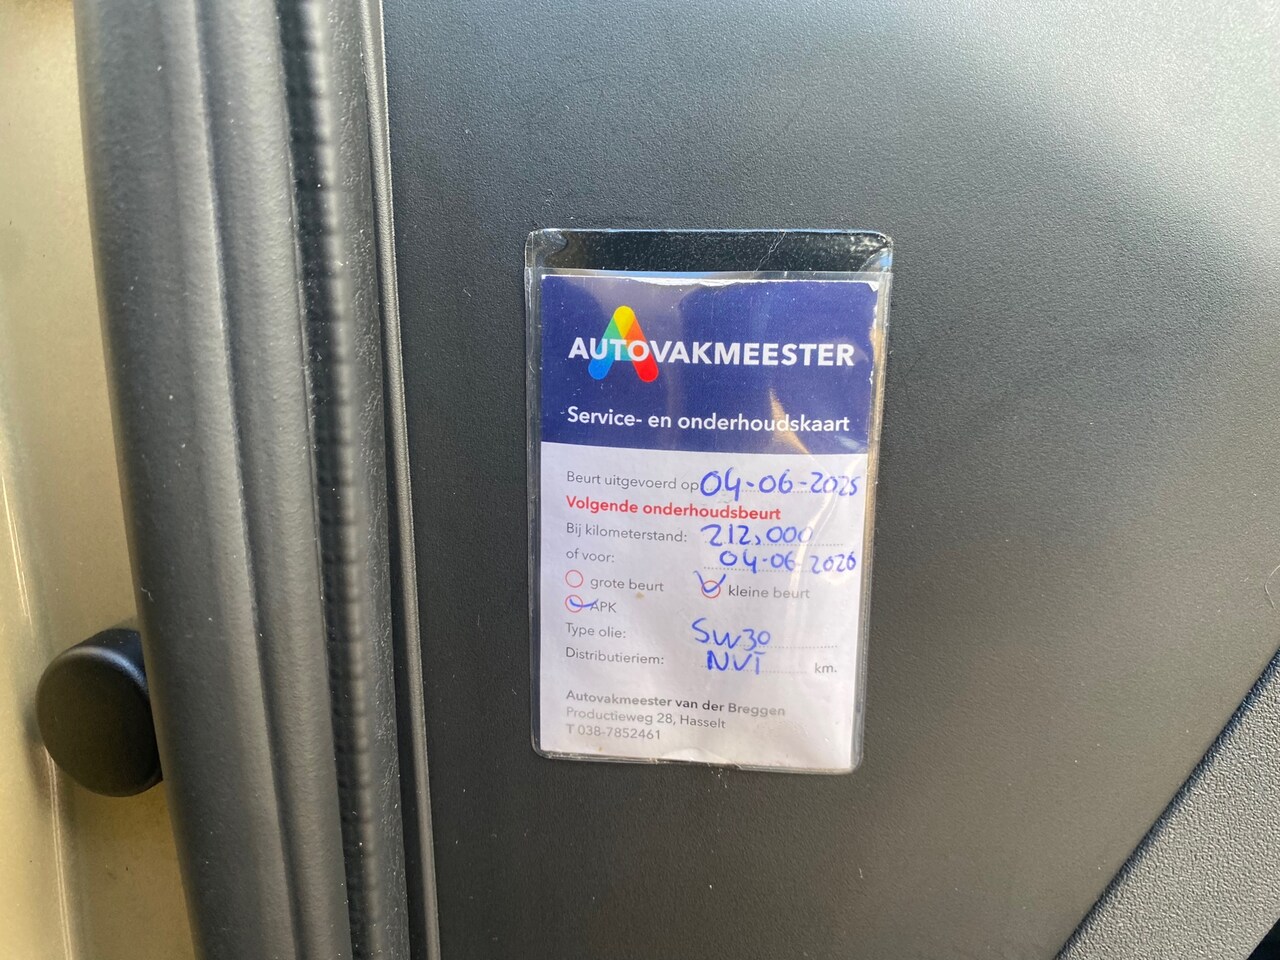 AUTOVAKMEESTER
Service- en onderhoudskaart
Beurt uitgevoerd op 04-06-2025
Volgende onderhoudsbeurt
Bij kilometerstand: 212,000
of voor: 04-06-2026
grote beurt kleine beurt
APK
Type olie: 5W30
Distributieriem: NVT km.
Autovakmeester van der Breggen
Productieweg 28, Hasselt
T 038-7852461